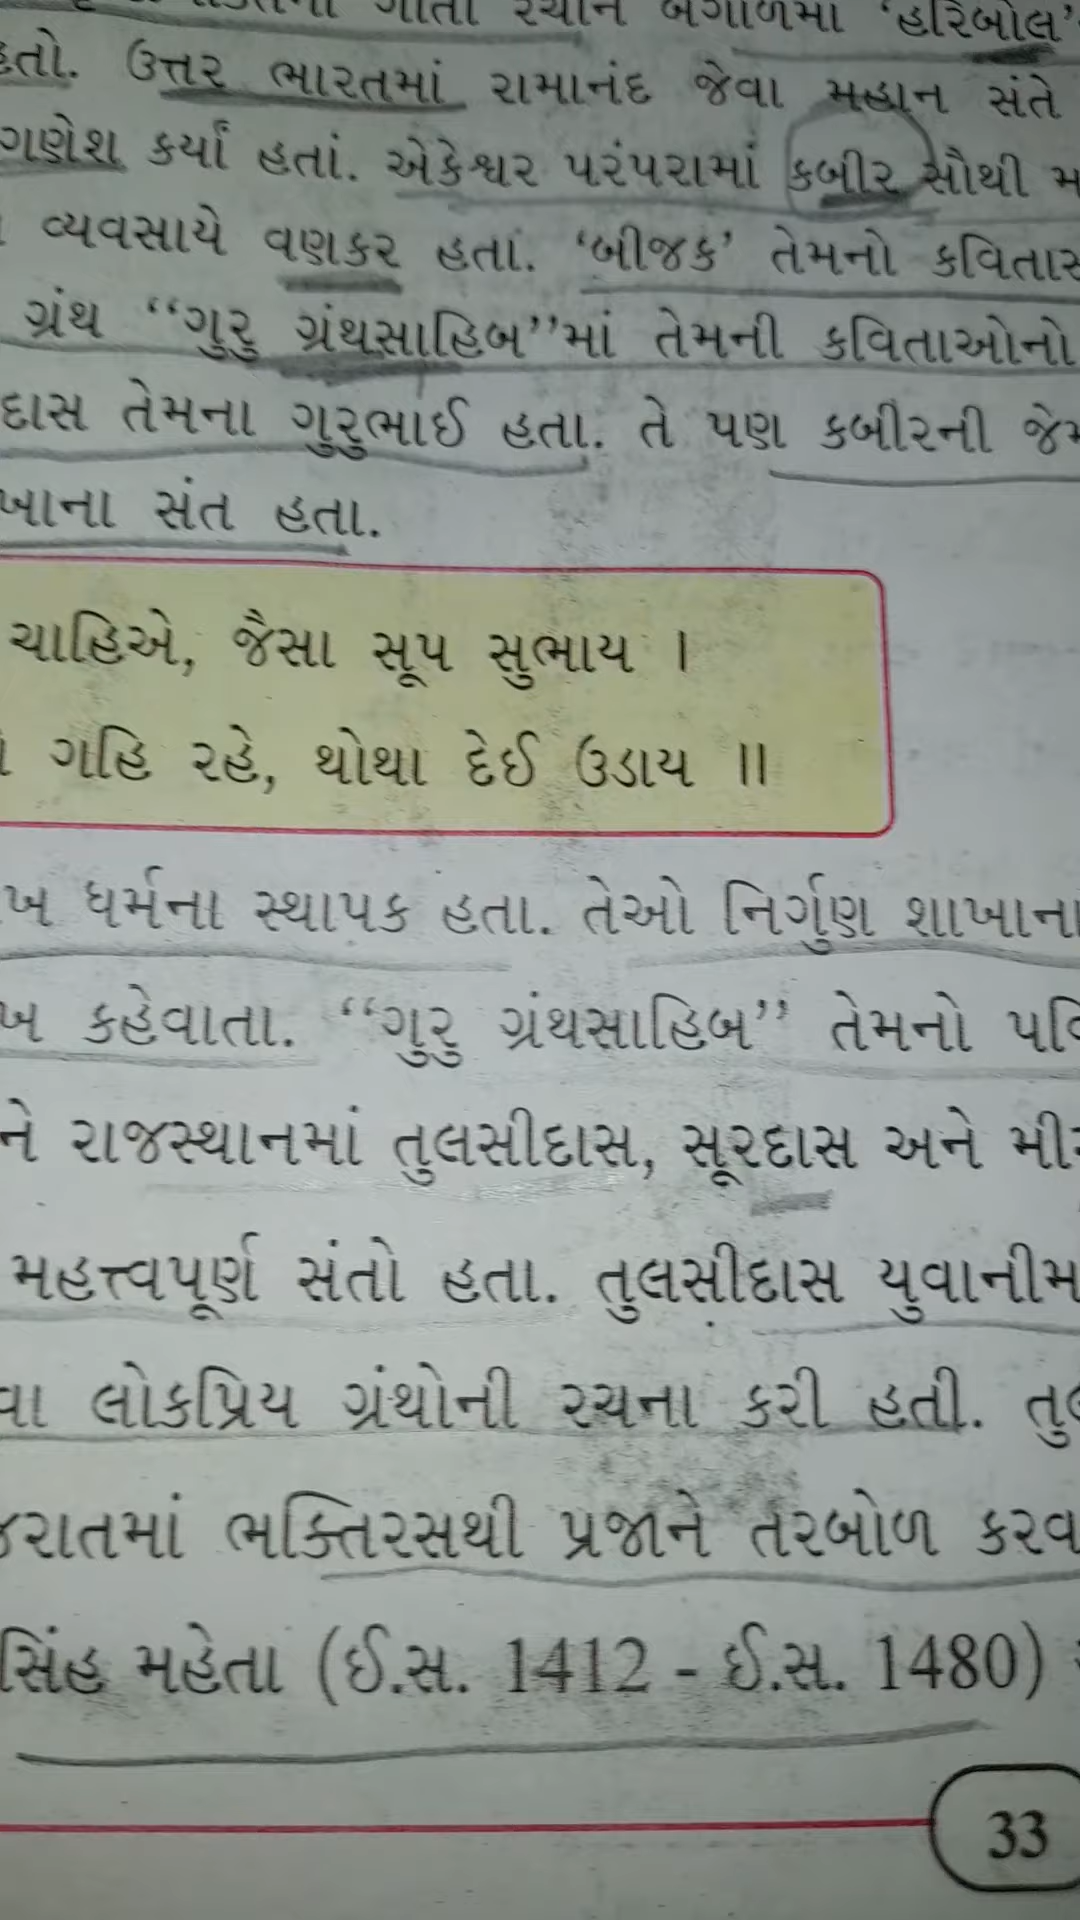 ગીતો રચીને બંગાળમાં ‘હરિબોલ’
હતો. ઉત્તર ભારતમાં રામાનંદ જેવા મહાન સંતે
ગણેશ કર્યાં હતાં. એકેશ્વર પરંપરામાં કબીર સૌથી
વ્યવસાયે વણકર હતા. ‘બીજક’ તેમનો
ગ્રંથ “ગુરુ ગ્રંથસાહિબ”માં તેમની કવિતાઓનો
દાસ તેમના ગુરુભાઈ હતા. તે પણ કબીરની
સંત હતા.
ચાહિએ, જૈસા સૂપ સુભાય ।
ગહિ રહે, થોથા દેઈ ઉડાય ॥
ધર્મના સ્થાપક હતા. તેઓ નિર્ગુણ શાખાના
કહેવાતા. “ગુરુ ગ્રંથસાહિબ” તેમનો
ને રાજસ્થાનમાં તુલસીદાસ, સૂરદાસ અને
મહત્ત્વપૂર્ણ સંતો હતા. તુલસીદાસ
લોકપ્રિય ગ્રંથોની રચના કરી હતી.
ભક્તિરસથી પ્રજાને તરબોળ
સિંહ મહેતા (ઈ.સ. 1412 - ઈ.સ. 1480)
33